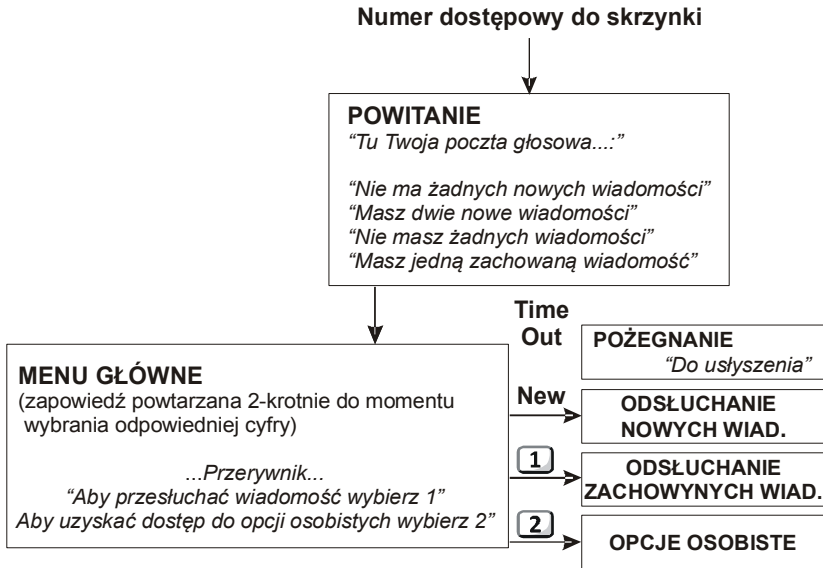 Numer dostępowy do skrzynki
POWITANIE
“Tu Twoja poczta głosowa...:”
“Nie ma żadnych nowych wiadomości”
“Masz dwie nowe wiadomości”
“Nie masz żadnych wiadomości”
“Masz jedną zachowaną wiadomość”
MENU GŁÓWNE
(zapowiedź powtarzana 2-krotnie do momentu
wybrania odpowiedniej cyfry)
...Przerywnik...
“Aby przesłuchać wiadomość wybierz 1”
Aby uzyskać dostęp do opcji osobistych wybierz 2”
Time
Out
POŻEGNANIE
“Do usłyszenia”
New
ODSŁUCHANIE
NOWYCH WIAD.
1
ODSŁUCHANIE
ZACHOWYNYCH WIAD.
2
OPCJE OSOBISTE